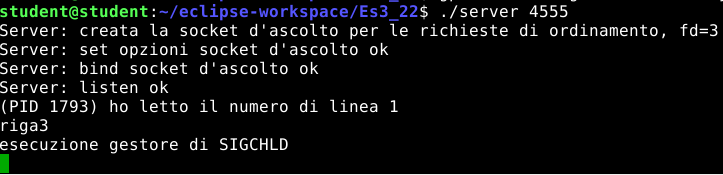 student@student:~/eclipse-workspace/Es3_22$ ./server 4555
Server: creata la socket d'ascolto per le richieste di ordinamento, fd=3
Server: set opzioni socket d'ascolto ok
Server: bind socket d'ascolto ok
Server: listen ok
(PID 1793) ho letto il numero di linea 1
riga3
esecuzione gestore di SIGCHLD